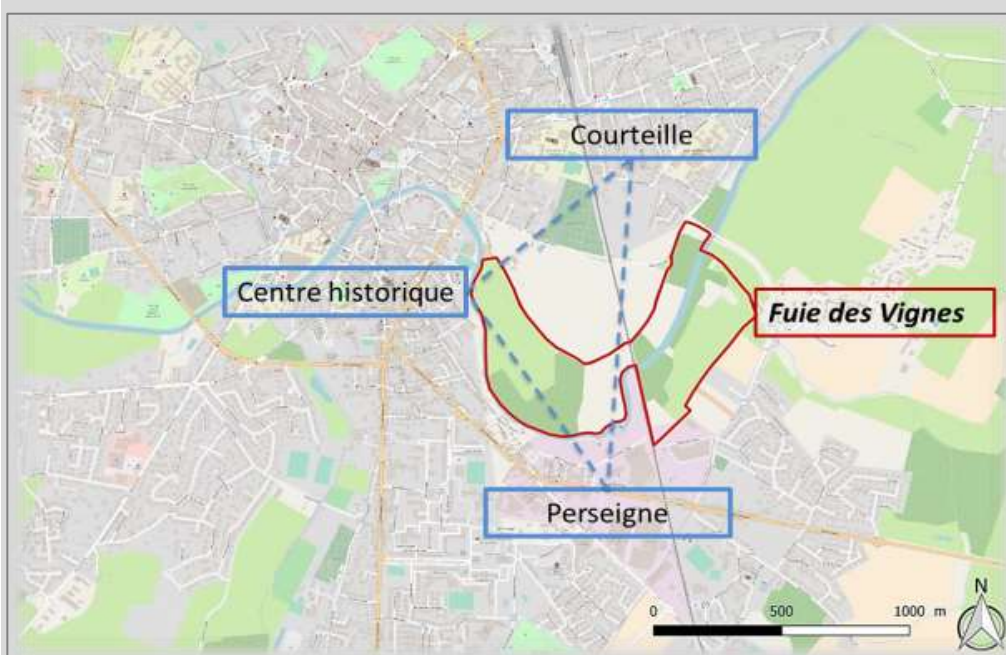 Courteille
Centre historique
Fuie des Vignes
Perseigne
N
0 500 1000 m